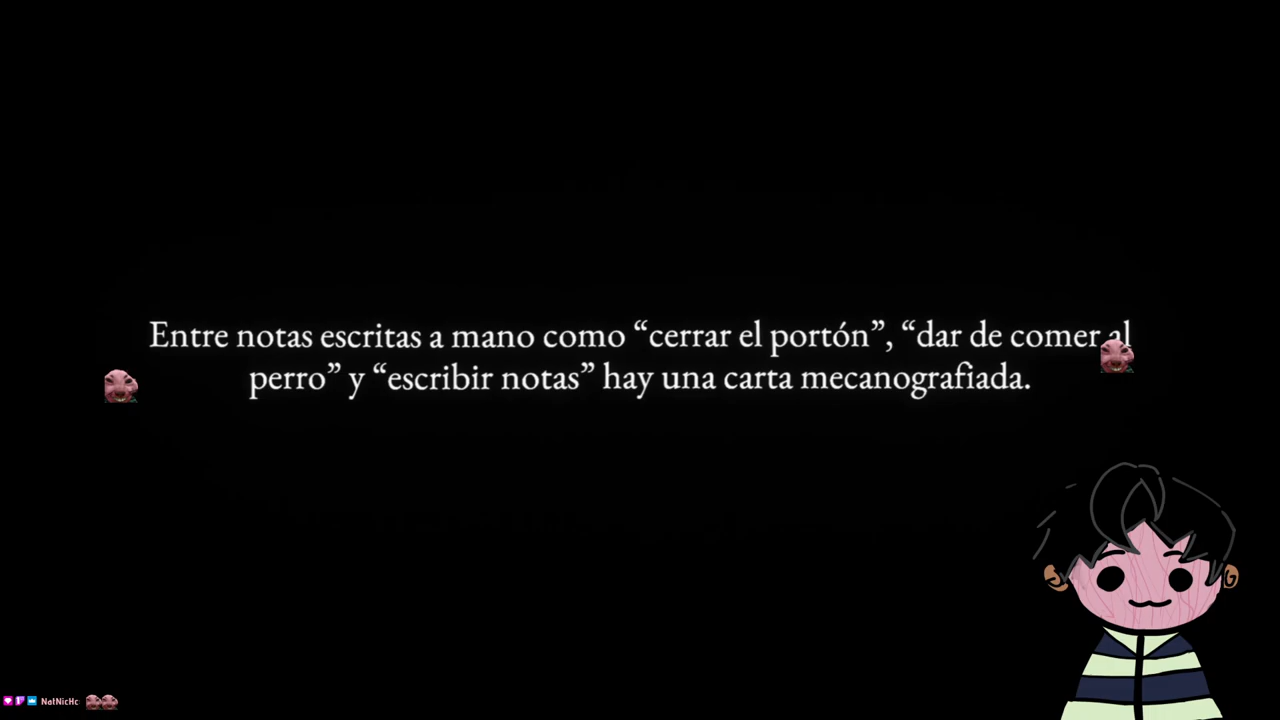 Entre notas escritas a mano como “cerrar el portón”, “dar de comer al
perro” y “escribir notas” hay una carta mecanografiada.
NatNicHc